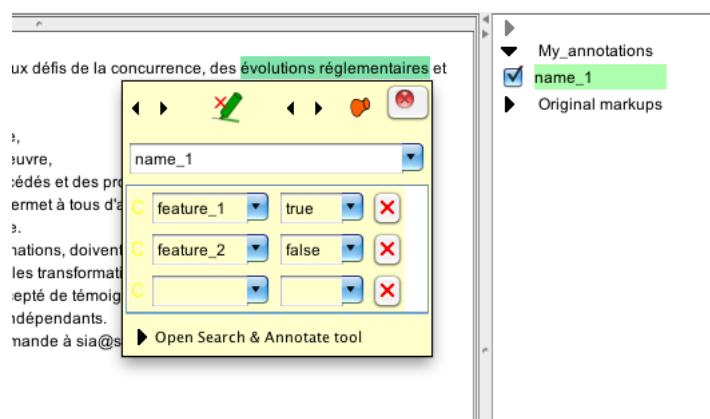 ux défis de la concurrence, des évolutions réglementaires et
euvre,
cédés et des pro
ermet à tous d'a
e.
nations, doivent
les transformati
epté de témoig
ndépendants.
mande à sia@s
name_1
C feature_1 true
C feature_2 false
C
Open Search & Annotate tool
My_annotations
name_1
Original markups